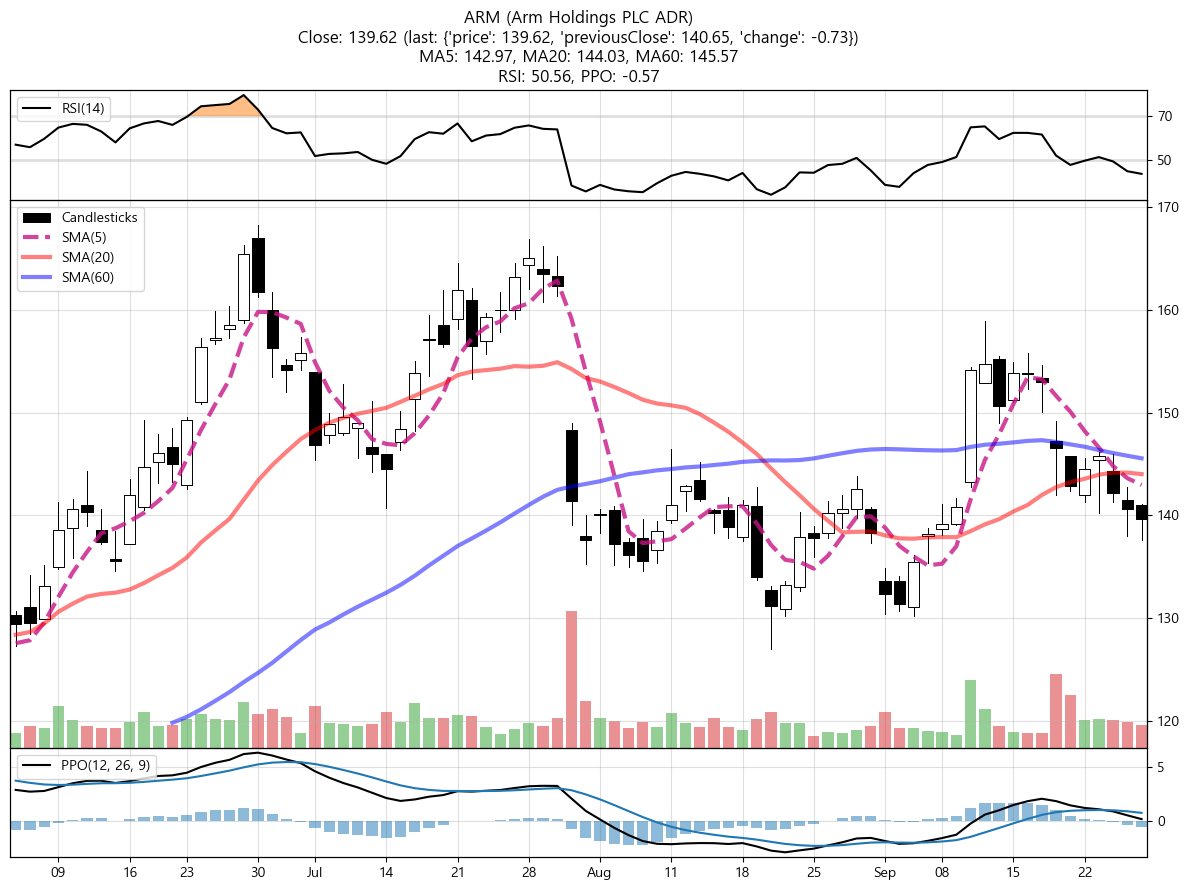 ARM (Arm Holdings PLC ADR)
Close: 139.62 (last: {'price': 139.62, 'previousClose': 140.65, 'change': -0.73})
MA5: 142.97, MA20: 144.03, MA60: 145.57
RSI: 50.56, PPO: -0.57
RSI(14)
70
50
Candlesticks
SMA(5)
SMA(20)
SMA(60)
170
160
150
140
130
120
PPO(12, 26, 9)
5
0
09 16 23 30 Jul 14 21 28 Aug 11 18 25 Sep 08 15 22